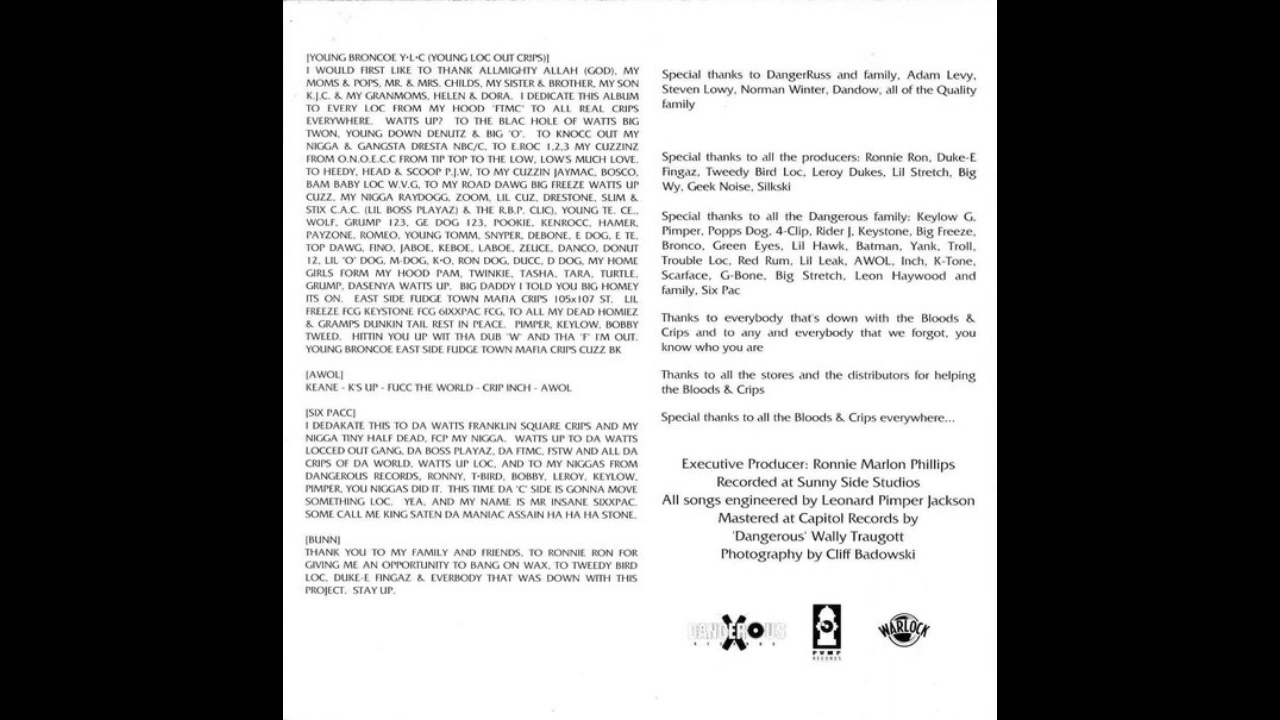 [YOUNG BRONCOE Y•L•C (YOUNG LOC OUT CRIPS)]
I WOULD FIRST LIKE TO THANK ALLMIGHTY ALLAH (GOD), MY
MOMS & POPS, MR. & MRS. CHILDS, MY SISTER & BROTHER, MY SON
K.J.C. & MY GRANMOMS, HELEN & DORA. I DEDICATE THIS ALBUM
TO EVERY LOC FROM MY HOOD 'FTMC' TO ALL REAL CRIPS
EVERYWHERE. WATTS UP? TO THE BLAC HOLE OF WATTS BIG
TWON, YOUNG DOWN DENUTZ & BIG 'O'. TO KNOCC OUT MY
NIGGA & GANGSTA DRESTA NBC/C, TO E.ROC 1,2,3 MY CUZZINZ
FROM O.N.O.E.C.C FROM TIP TOP TO THE LOW, LOW'S MUCH LOVE.
TO HEEDY, HEAD & SCOOP P.J.W, TO MY CUZZIN JAYMAC, BOSCO,
BAM BABY LOC W.V.G, TO MY ROAD DAWG BIG FREEZE WATTS UP
CUZZ, MY NIGGA RAYDOGG, ZOOM, LIL CUZ, DRESTONE, SLIM &
STIX C.A.C. (LIL BOSS PLAYAZ) & THE R.B.P. CLIC), YOUNG TE. CE.,
WOLF, GRUMP 123, GE DOG 123, POOKIE, KENROCC, HAMER,
PAYZONE, ROMEO, YOUNG TOMM, SNYPER, DEBONE, E DOG, E TE,
TOP DAWG, FINO, JABOE, KEBOE, LABOE, ZEUCE, DANCO, DONUT
12, LIL 'O' DOG, M-DOG, K•O, RON DOG, DUCC, D DOG, MY HOME
GIRLS FORM MY HOOD PAM, TWINKIE, TASHA, TARA, TURTLE,
GRUMP, DASENYA WATTS UP. BIG DADDY I TOLD YOU BIG HOMEY
ITS ON. EAST SIDE FUDGE TOWN MAFIA CRIPS 105x107 ST. LIL
FREEZE FCG KEYSTONE FCG 6IXXPAC FCG, TO ALL MY DEAD HOMIEZ
& GRAMPS DUNKIN TAIL REST IN PEACE. PIMPER, KEYLOW, BOBBY
TWEED. HITTIN YOU UP WIT THA DUB 'W' AND THA 'F' I'M OUT.
YOUNG BRONCOE EAST SIDE FUDGE TOWN MAFIA CRIPS CUZZ BK
[AWOL]
KEANE - K'S UP - FUCC THE WORLD - CRIP INCH - AWOL
[SIX PACC]
I DEDAKATE THIS TO DA WATTS FRANKLIN SQUARE CRIPS AND MY
NIGGA TINY HALF DEAD, FCP MY NIGGA. WATTS UP TO DA WATTS
LOCCED OUT GANG, DA BOSS PLAYAZ, DA FTMC, FSTW AND ALL DA
CRIPS OF DA WORLD, WATTS UP LOC, AND TO MY NIGGAS FROM
DANGEROUS RECORDS, RONNY, T•BIRD, BOBBY, LEROY, KEYLOW,
PIMPER, YOU NIGGAS DID IT. THIS TIME DA 'C' SIDE IS GONNA MOVE
SOMETHING LOC. YEA, AND MY NAME IS MR INSANE SIXXPAC.
SOME CALL ME KING SATEN DA MANIAC ASSAIN HA HA HA STONE.
[BUNN]
THANK YOU TO MY FAMILY AND FRIENDS, TO RONNIE RON FOR
GIVING ME AN OPPORTUNITY TO BANG ON WAX, TO TWEEDY BIRD
LOC, DUKE-E FINGAZ & EVERBODY THAT WAS DOWN WITH THIS
PROJECT. STAY UP.
Special thanks to DangerRuss and family, Adam Levy,
Steven Lowy, Norman Winter, Dandow, all of the Quality
family
Special thanks to all the producers: Ronnie Ron, Duke-E
Fingaz, Tweedy Bird Loc, Leroy Dukes, Lil Stretch, Big
Wy, Geek Noise, Silkski
Special thanks to all the Dangerous family: Keylow G,
Pimper, Popps Dog, 4-Clip, Rider J, Keystone, Big Freeze,
Bronco, Green Eyes, Lil Hawk, Batman, Yank, Troll,
Trouble Loc, Red Rum, Lil Leak, AWOL, Inch, K-Tone,
Scarface, G-Bone, Big Stretch, Leon Haywood and
family, Six Pac
Thanks to everybody that's down with the Bloods &
Crips and to any and everybody that we forgot, you
know who you are
Thanks to all the stores and the distributors for helping
the Bloods & Crips
Special thanks to all the Bloods & Crips everywhere...
Executive Producer: Ronnie Marlon Phillips
Recorded at Sunny Side Studios
All songs engineered by Leonard Pimper Jackson
Mastered at Capitol Records by
'Dangerous' Wally Traugott
Photography by Cliff Badowski
DANGEROUS
RECORDS
PUMP
RECORDS
WARLOCK